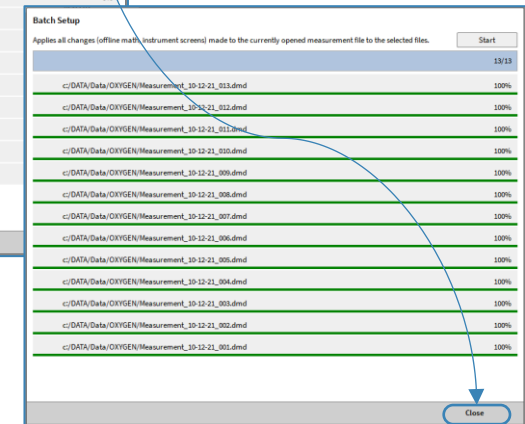 Batch Setup
Applies all changes (offline math, instrument screens) made to the currently opened measurement file to the selected files. Start
13/13
c:/DATA/Data/OXYGEN/Measurement_10-12-21_013.dmd 100%
c:/DATA/Data/OXYGEN/Measurement_10-12-21_012.dmd 100%
c:/DATA/Data/OXYGEN/Measurement_10-12-21_011.dmd 100%
c:/DATA/Data/OXYGEN/Measurement_10-12-21_010.dmd 100%
c:/DATA/Data/OXYGEN/Measurement_10-12-21_009.dmd 100%
c:/DATA/Data/OXYGEN/Measurement_10-12-21_008.dmd 100%
c:/DATA/Data/OXYGEN/Measurement_10-12-21_007.dmd 100%
c:/DATA/Data/OXYGEN/Measurement_10-12-21_006.dmd 100%
c:/DATA/Data/OXYGEN/Measurement_10-12-21_005.dmd 100%
c:/DATA/Data/OXYGEN/Measurement_10-12-21_004.dmd 100%
c:/DATA/Data/OXYGEN/Measurement_10-12-21_003.dmd 100%
c:/DATA/Data/OXYGEN/Measurement_10-12-21_002.dmd 100%
c:/DATA/Data/OXYGEN/Measurement_10-12-21_001.dmd 100%
Close